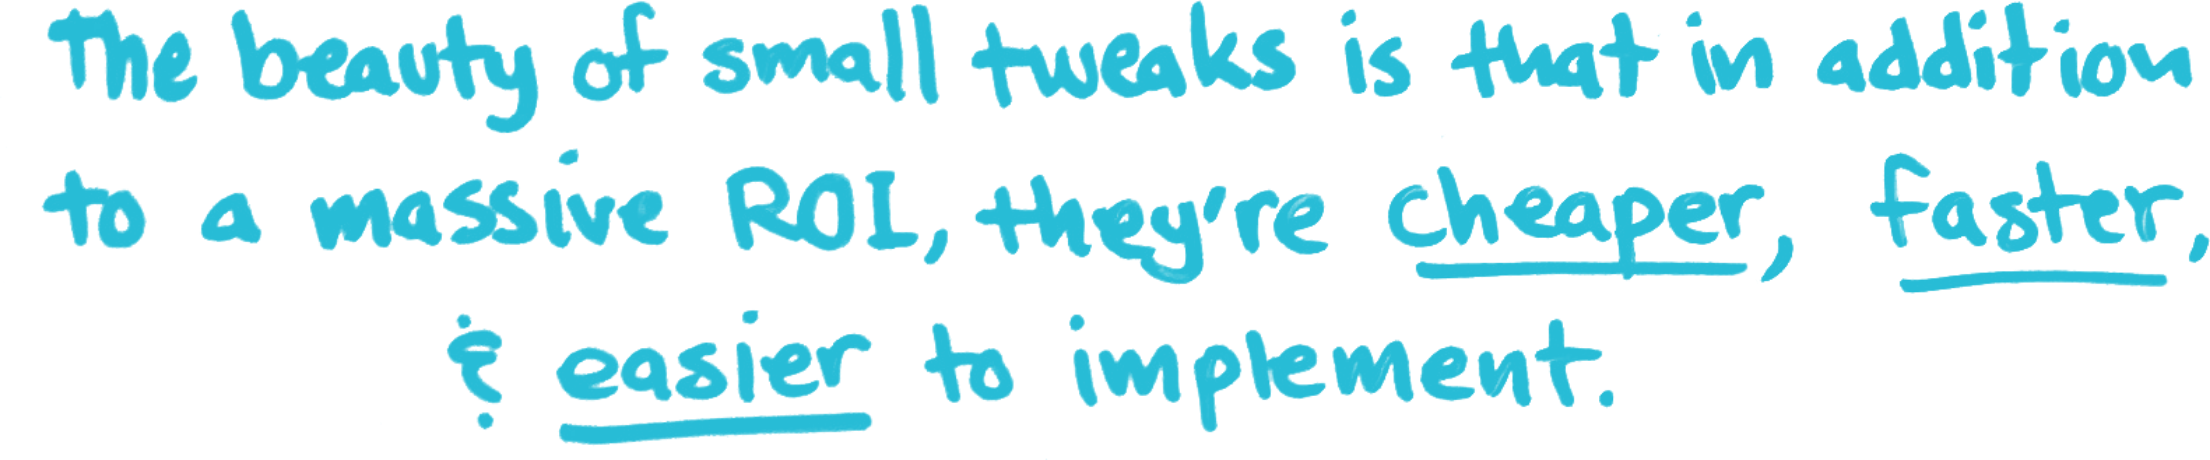 The beauty of small tweaks is that in addition
to a massive ROI, they're cheaper, faster,
& easier to implement.